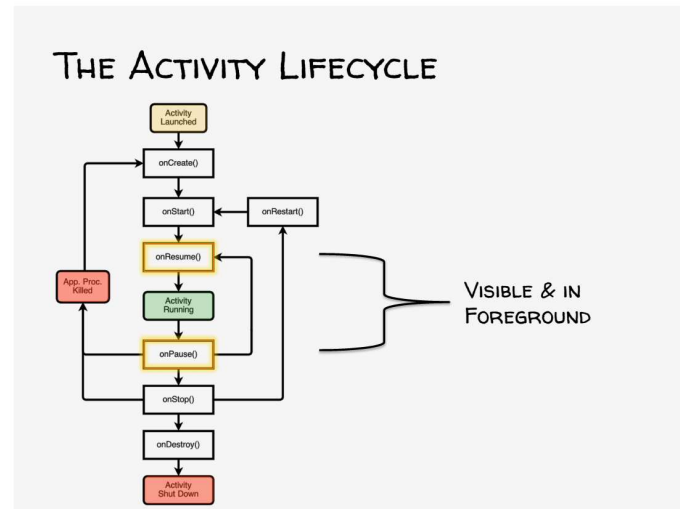 THE ACTIVITY LIFECYCLE
Activity
Launched
onCreate()
onStart()
onRestart()
onResume()
App. Proc.
Killed
Activity
Running
VISIBLE & IN
FOREGROUND
onPause()
onStop()
onDestroy()
Activity
Shut Down